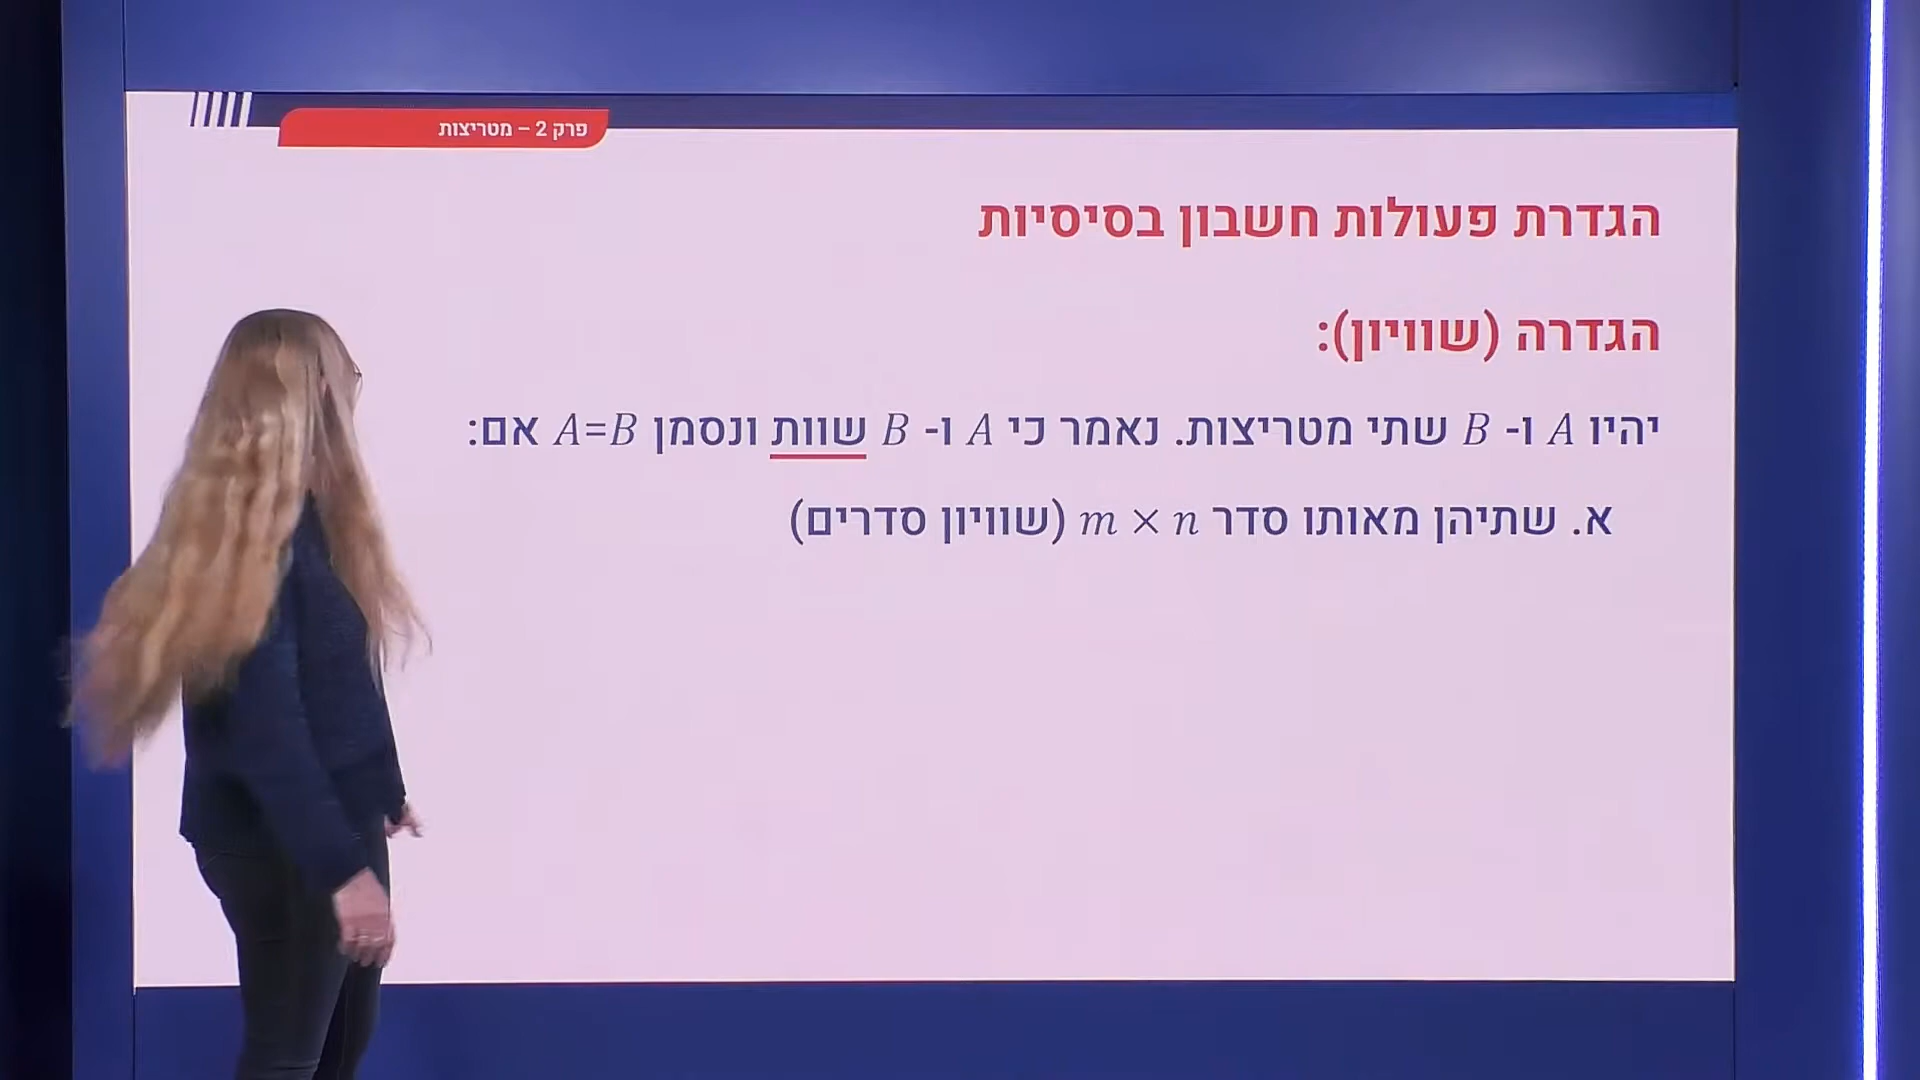 פרק 2 – מטריצות
הגדרת פעולות חשבון בסיסיות
הגדרה (שוויון):
יהיו A ו- B שתי מטריצות. נאמר כי A ו- B שוות ונסמן A=B אם:
א. שתיהן מאותו סדר m × n (שוויון סדרים)